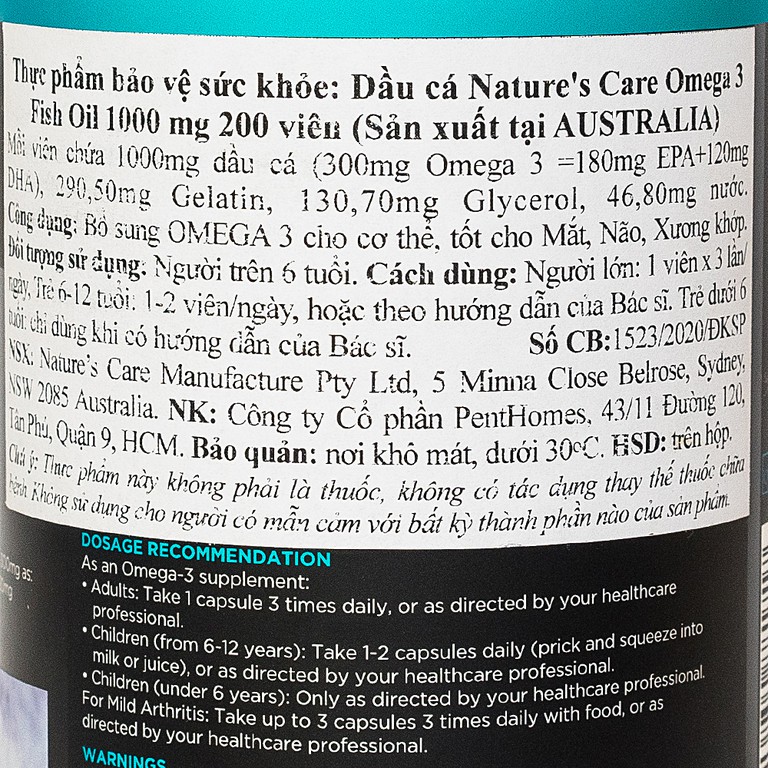 Thực phẩm bảo vệ sức khỏe: Dầu cá Nature's Care Omega 3
Fish Oil 1000 mg 200 viên (Sản xuất tại AUSTRALIA)
Mỗi viên chứa 1000mg dầu cá (300mg Omega 3 =180mg EPA+120mg
DHA), 290,50mg Gelatin, 130,70mg Glycerol, 46,80mg nước.
Công dụng: Bổ sung OMEGA 3 cho cơ thể, tốt cho Mắt, Não, Xương khớp.
Đối tượng sử dụng: Người trên 6 tuổi. Cách dùng: Người lớn: 1 viên x 3 lần/
ngày, Trẻ 6-12 tuổi: 1-2 viên/ngày, hoặc theo hướng dẫn của Bác sĩ. Trẻ dưới 6
tuổi: chỉ dùng khi có hướng dẫn của Bác sĩ. Số CB:1523/2020/ĐKSP
NSX: Nature's Care Manufacture Pty Ltd, 5 Minna Close Belrose, Sydney,
NSW 2085 Australia. NK: Công ty Cổ phần PentHomes, 43/11 Đường 120,
Tân Phú, Quận 9, HCM. Bảo quản: nơi khô mát, dưới 30°C. HSD: trên hộp.
Chú ý: Thực phẩm này không phải là thuốc, không có tác dụng thay thế thuốc chữa
bệnh. Không sử dụng cho người có mẫn cảm với bất kỳ thành phần nào của sản phẩm.
DOSAGE RECOMMENDATION
As an Omega-3 supplement:
• Adults: Take 1 capsule 3 times daily, or as directed by your healthcare
professional.
• Children (from 6-12 years): Take 1-2 capsules daily (prick and squeeze into
milk or juice), or as directed by your healthcare professional.
• Children (under 6 years): Only as directed by your healthcare professional.
For Mild Arthritis: Take up to 3 capsules 3 times daily with food, or as
directed by your healthcare professional.
WARNINGS